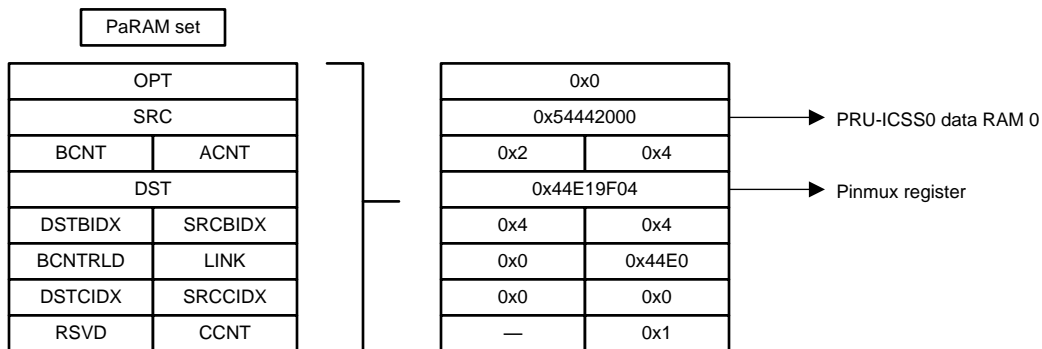 PaRAM set
OPT 0x0
SRC 0x54442000 PRU-ICSS0 data RAM 0
BCNT ACNT 0x2 0x4
DST 0x44E19F04 Pinmux register
DSTBIDX SRCBIDX 0x4 0x4
BCNTRLD LINK 0x0 0x44E0
DSTCIDX SRCCIDX 0x0 0x0
RSVD CCNT — 0x1